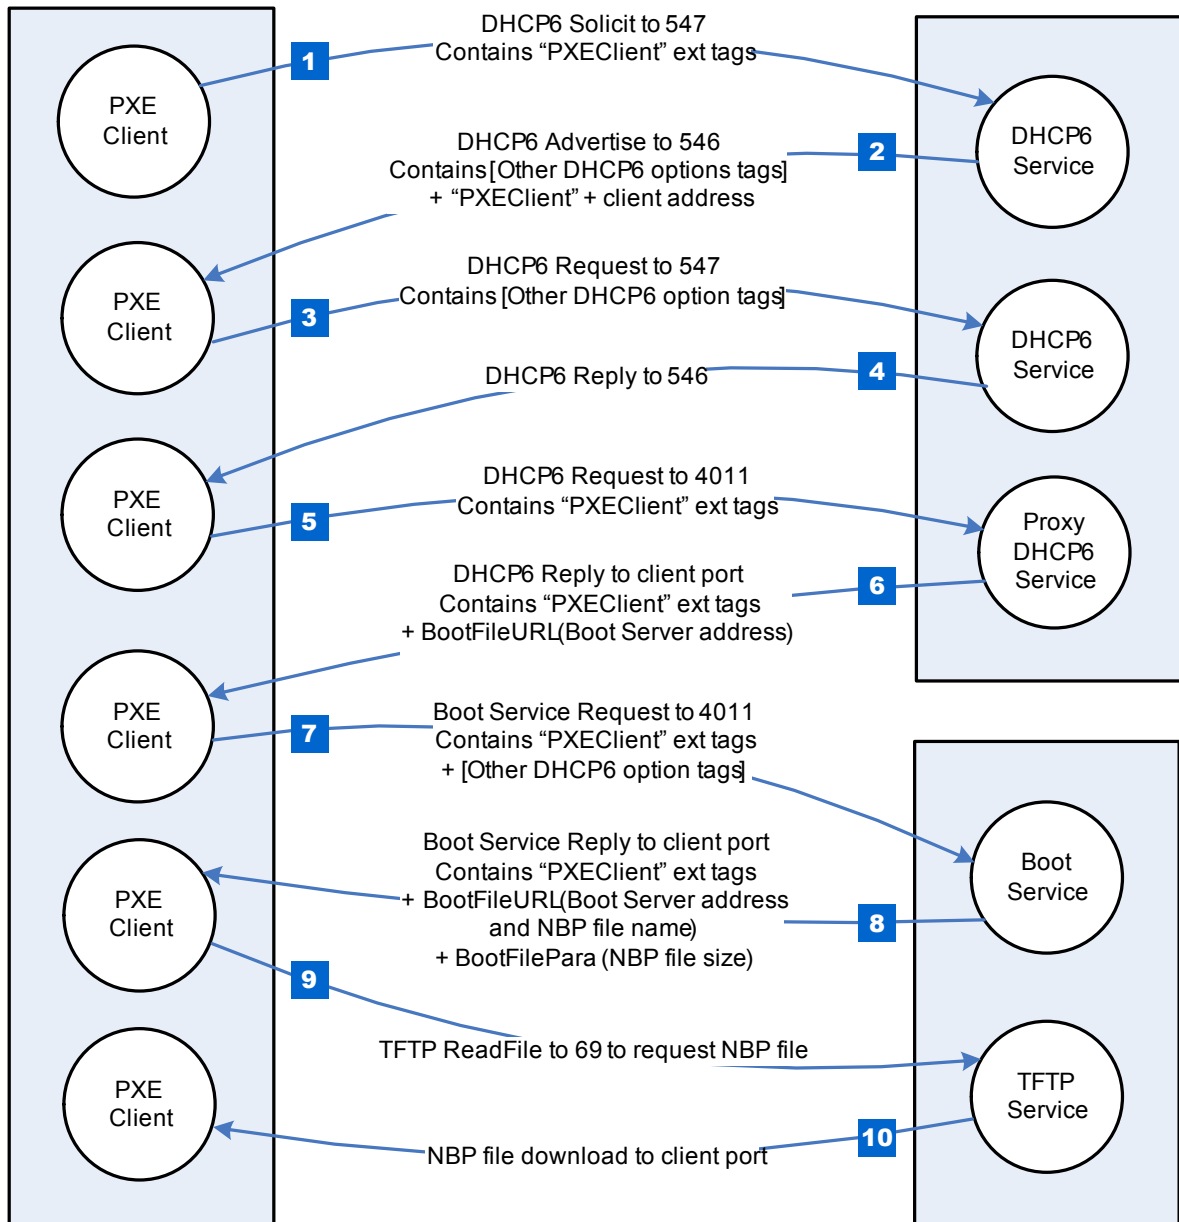 DHCP6 Solicit to 547
Contains “PXEClient” ext tags
1
PXE
Client
DHCP6
Service
DHCP6 Advertise to 546
Contains [Other DHCP6 options tags]
+ “PXEClient” + client address
2
DHCP6 Request to 547
Contains [Other DHCP6 option tags]
3
PXE
Client
DHCP6
Service
DHCP6 Reply to 546
4
PXE
Client
DHCP6 Request to 4011
Contains “PXEClient” ext tags
5
Proxy
DHCP6
Service
DHCP6 Reply to client port
Contains “PXEClient” ext tags
+ BootFileURL(Boot Server address)
6
PXE
Client
Boot Service Request to 4011
Contains “PXEClient” ext tags
+ [Other DHCP6 option tags]
7
Boot Service Reply to client port
Contains “PXEClient” ext tags
+ BootFileURL(Boot Server address
and NBP file name)
+ BootFilePara (NBP file size)
8
Boot
Service
PXE
Client
9
TFTP ReadFile to 69 to request NBP file
TFTP
Service
PXE
Client
10
NBP file download to client port